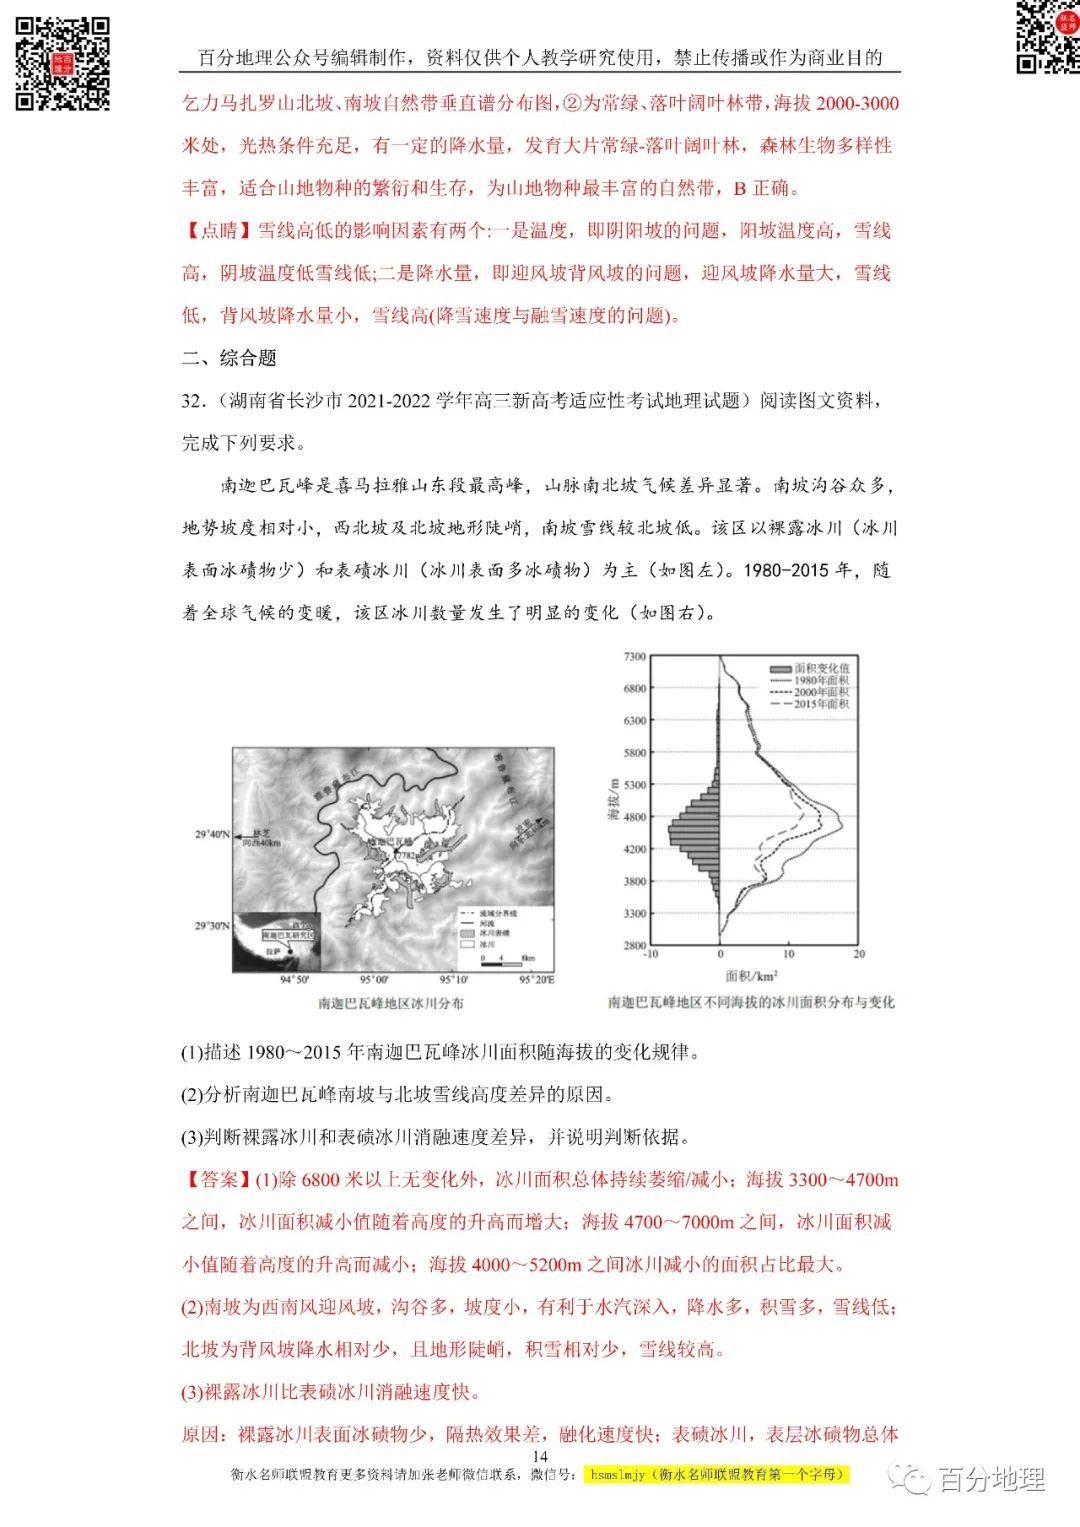 百分地理公众号编辑制作，资料仅供个人教学研究使用，禁止传播或作为商业目的
乞力马扎罗山北坡、南坡自然带垂直谱分布图，②为常绿、落叶阔叶林带，海拔 2000-3000
米处，光热条件充足，有一定的降水量，发育大片常绿-落叶阔叶林，森林生物多样性
丰富，适合山地物种的繁衍和生存，为山地物种最丰富的自然带，B 正确。
【点睛】雪线高低的影响因素有两个:一是温度，即阴阳坡的问题，阳坡温度高，雪线
高，阴坡温度低雪线低;二是降水量，即迎风坡背风坡的问题，迎风坡降水量大，雪线
低，背风坡降水量小，雪线高(降雪速度与融雪速度的问题)。
二、综合题
32.（湖南省长沙市 2021-2022 学年高三新高考适应性考试地理试题）阅读图文资料，
完成下列要求。
南迦巴瓦峰是喜马拉雅山东段最高峰，山脉南北坡气候差异显著。南坡沟谷众多，
地势坡度相对小，西北坡及北坡地形陡峭，南坡雪线较北坡低。该区以裸露冰川（冰川
表面冰碛物少）和表碛冰川（冰川表面多冰碛物）为主（如图左）。1980-2015 年，随
着全球气候的变暖，该区冰川数量发生了明显的变化（如图右）。
29°40′N
29°30′N
林芝
向西40km
雅鲁藏布江
雅鲁藏布江
南迦巴瓦峰
7782m
南迦巴瓦研究区
拉萨
流域分界线
河流
冰川表碛
冰川
0 4 8km
94°50′ 95°00′ 95°10′ 95°20′E
南迦巴瓦峰地区冰川分布
海拔/m
7300
6800
6300
5800
5300
4800
4200
3800
3300
2800
面积变化值
1980年面积
2000年面积
2015年面积
-10 0 10 20
面积/km²
南迦巴瓦峰地区不同海拔的冰川面积分布与变化
(1)描述 1980～2015 年南迦巴瓦峰冰川面积随海拔的变化规律。
(2)分析南迦巴瓦峰南坡与北坡雪线高度差异的原因。
(3)判断裸露冰川和表碛冰川消融速度差异，并说明判断依据。
【答案】(1)除 6800 米以上无变化外，冰川面积总体持续萎缩/减小；海拔 3300～4700m
之间，冰川面积减小值随着高度的升高而增大；海拔 4700～7000m 之间，冰川面积减
小值随着高度的升高而减小；海拔 4000～5200m 之间冰川减小的面积占比最大。
(2)南坡为西南风迎风坡，沟谷多，坡度小，有利于水汽深入，降水多，积雪多，雪线低；
北坡为背风坡降水相对少，且地形陡峭，积雪相对少，雪线较高。
(3)裸露冰川比表碛冰川消融速度快。
原因：裸露冰川表面冰碛物少，隔热效果差，融化速度快；表碛冰川，表层冰碛物总体
14
衡水名师联盟教育更多资料请加张老师微信联系，微信号： hsmslmjy（衡水名师联盟教育第一个字母）
百分地理